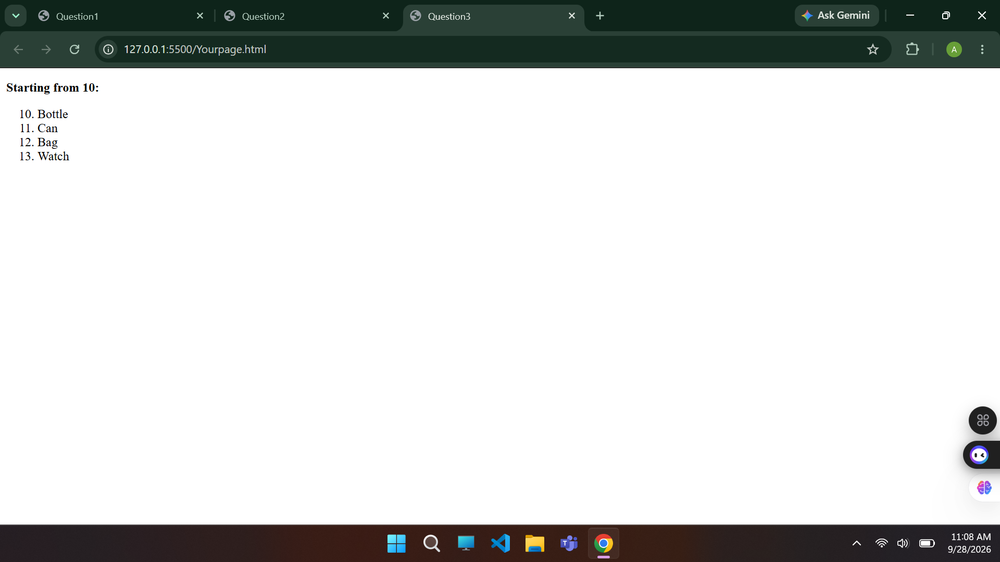 Question1
Question2
Question3
Ask Gemini
127.0.0.1:5500/Yourpage.html
A
Starting from 10:
10. Bottle
11. Can
12. Bag
13. Watch
T
11:08 AM
9/28/2026